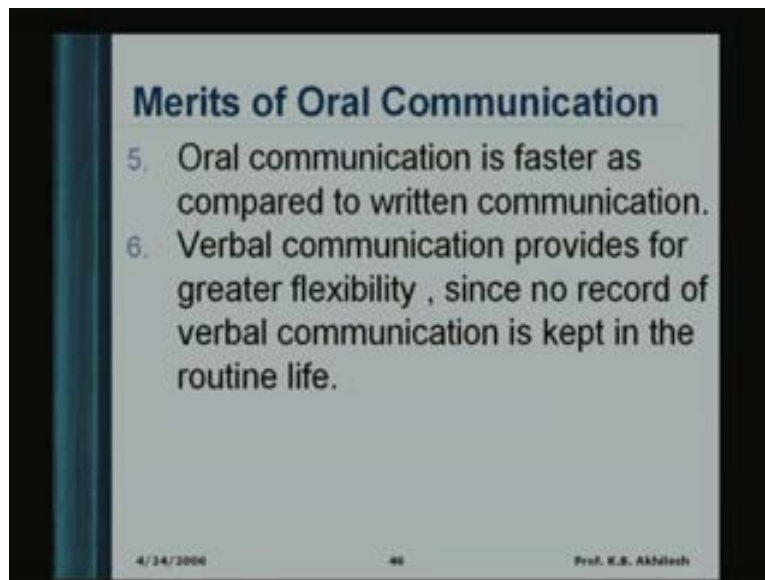 Merits of Oral Communication
5. Oral communication is faster as
compared to written communication.
6. Verbal communication provides for
greater flexibility , since no record of
verbal communication is kept in the
routine life.
4/24/2006 46 Prof. K.B. Akhilesh